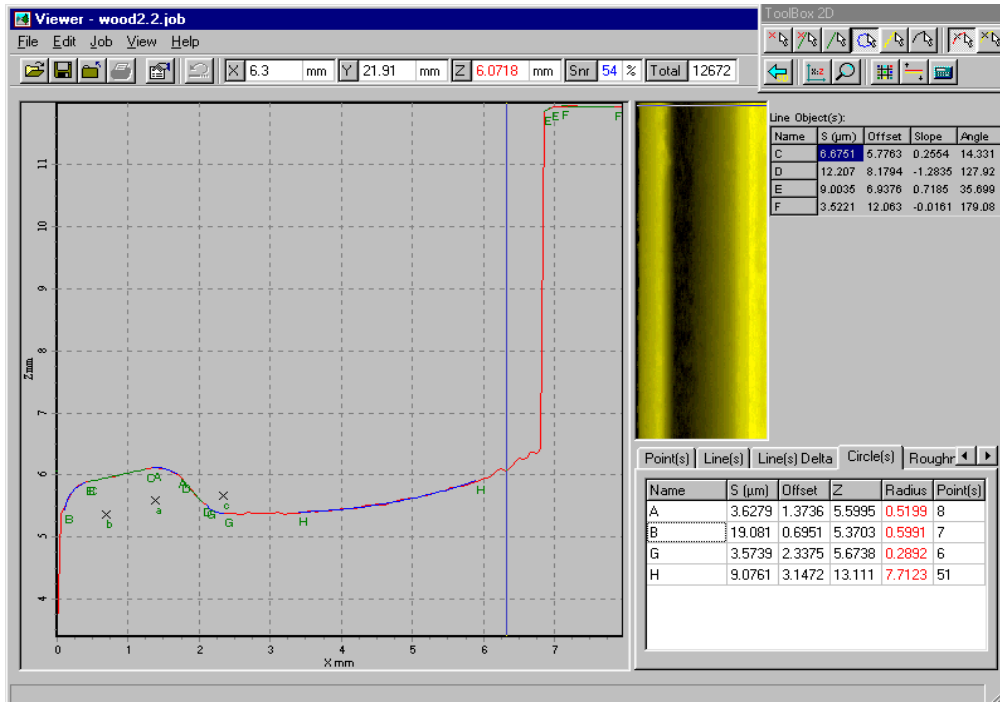 Viewer - wood2.2.job
ToolBox 2D
File Edit Job View Help
X 6.3 mm Y 21.91 mm Z 6.0718 mm Snr 54 % Total 12672
Line Object(s):
Name S (µm) Offset Slope Angle
C 6.6751 5.7763 0.2554 14.331
D 12.207 8.1794 -1.2835 127.92
E 9.0035 6.9376 0.7185 35.699
F 3.5221 12.063 -0.0161 179.08
E E F F
11
10
9
8
Z mm
7
6
5
4
C A
C
A
D
B
b
a
c
D
G
G
H
H
0 1 2 3 4 5 6 7
X mm
Point(s) Line(s) Line(s) Delta Circle(s) Roughr
Name S (µm) Offset Z Radius Point(s)
A 3.6279 1.3736 5.5995 0.5199 8
B 19.081 0.6951 5.3703 0.5991 7
G 3.5739 2.3375 5.6738 0.2892 6
H 9.0761 3.1472 13.111 7.7123 51